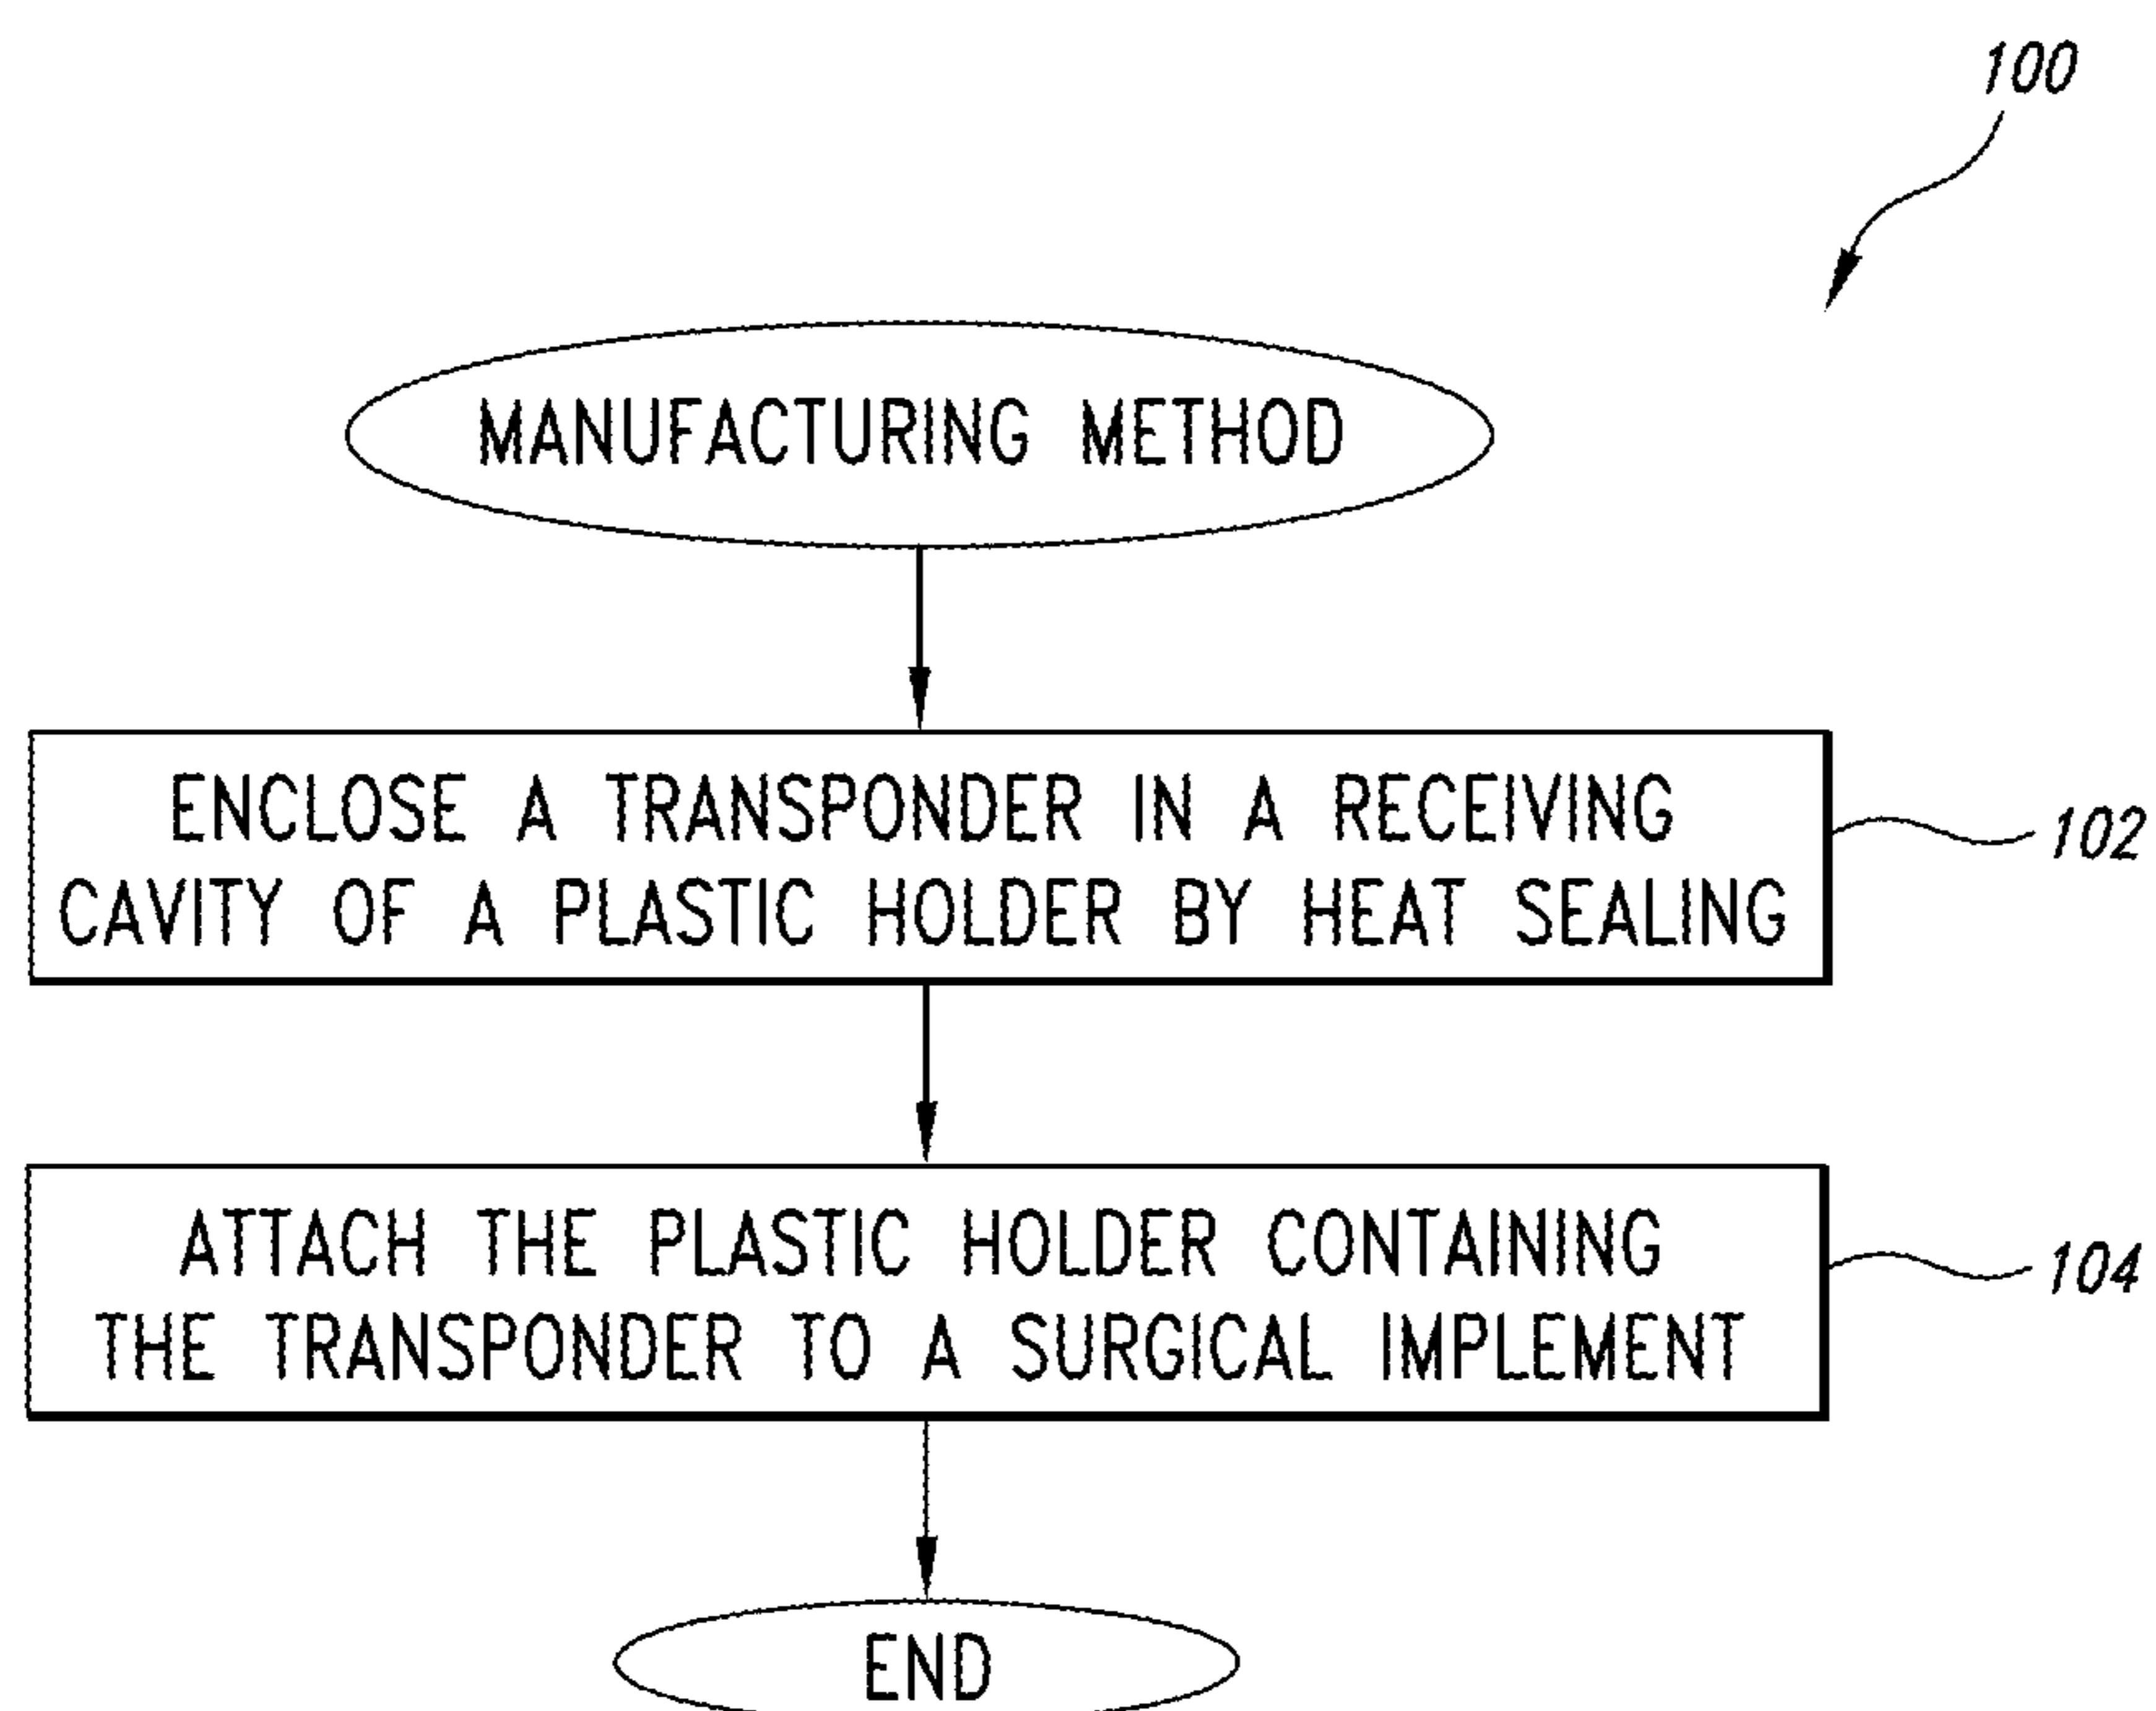 100
MANUFACTURING METHOD
ENCLOSE A TRANSPONDER IN A RECEIVING
CAVITY OF A PLASTIC HOLDER BY HEAT SEALING
102
ATTACH THE PLASTIC HOLDER CONTAINING
THE TRANSPONDER TO A SURGICAL IMPLEMENT
104
END